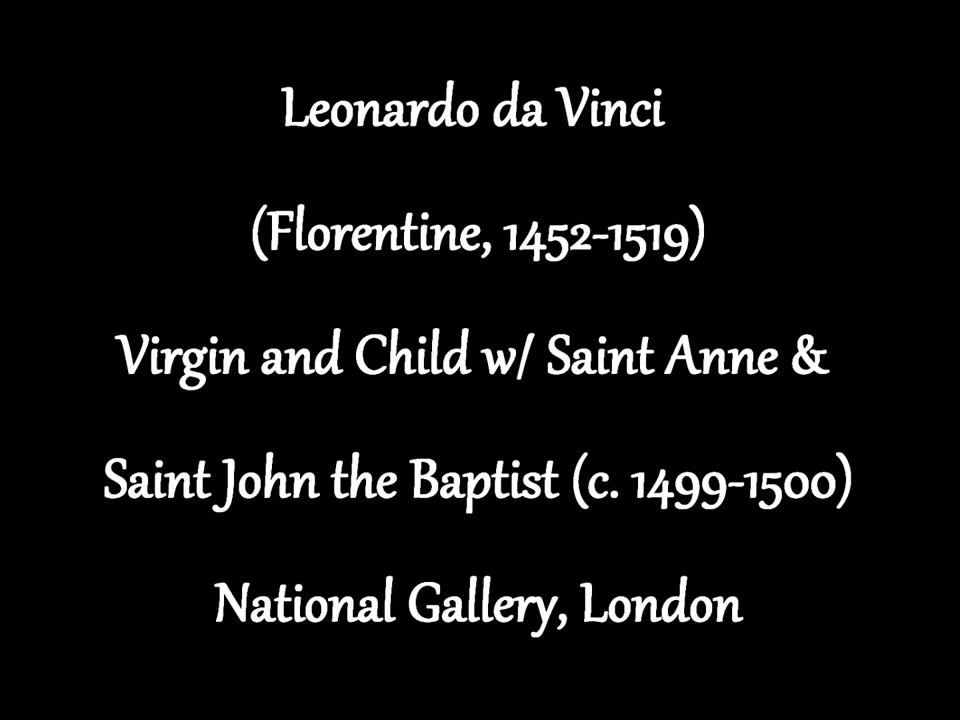 Leonardo da Vinci
(Florentine, 1452-1519)
Virgin and Child w/ Saint Anne &
Saint John the Baptist (c. 1499-1500)
National Gallery, London